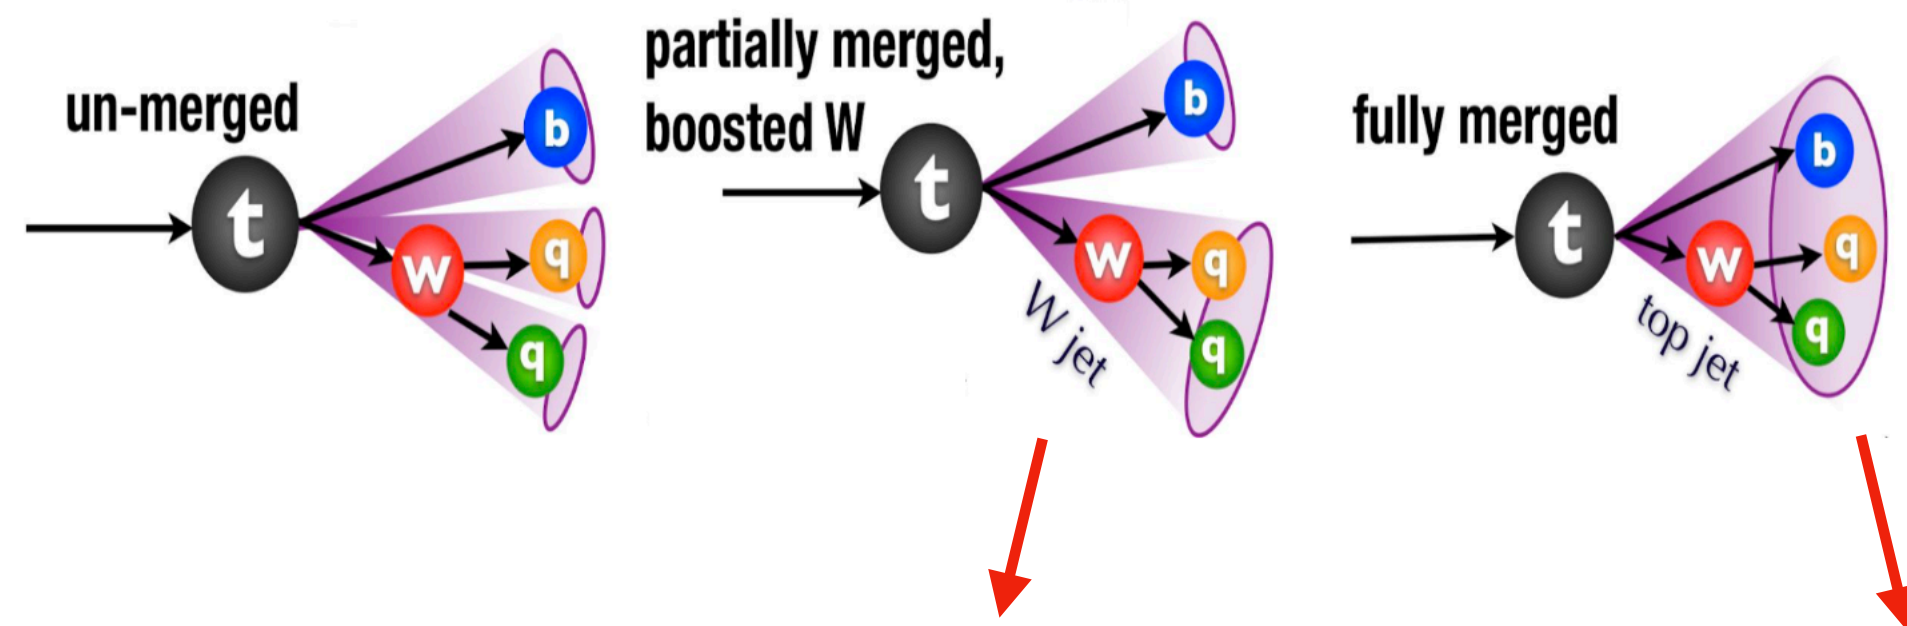 un-merged
t
b
w
q
q
partially merged,
boosted W
t
b
w
q
q
W jet
fully merged
t
b
w
q
q
top jet